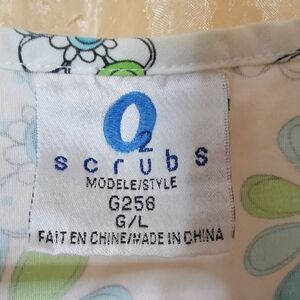 O2
scrubs
MODELE/STYLE
G256
G/L
FAIT EN CHINE/MADE IN CHINA